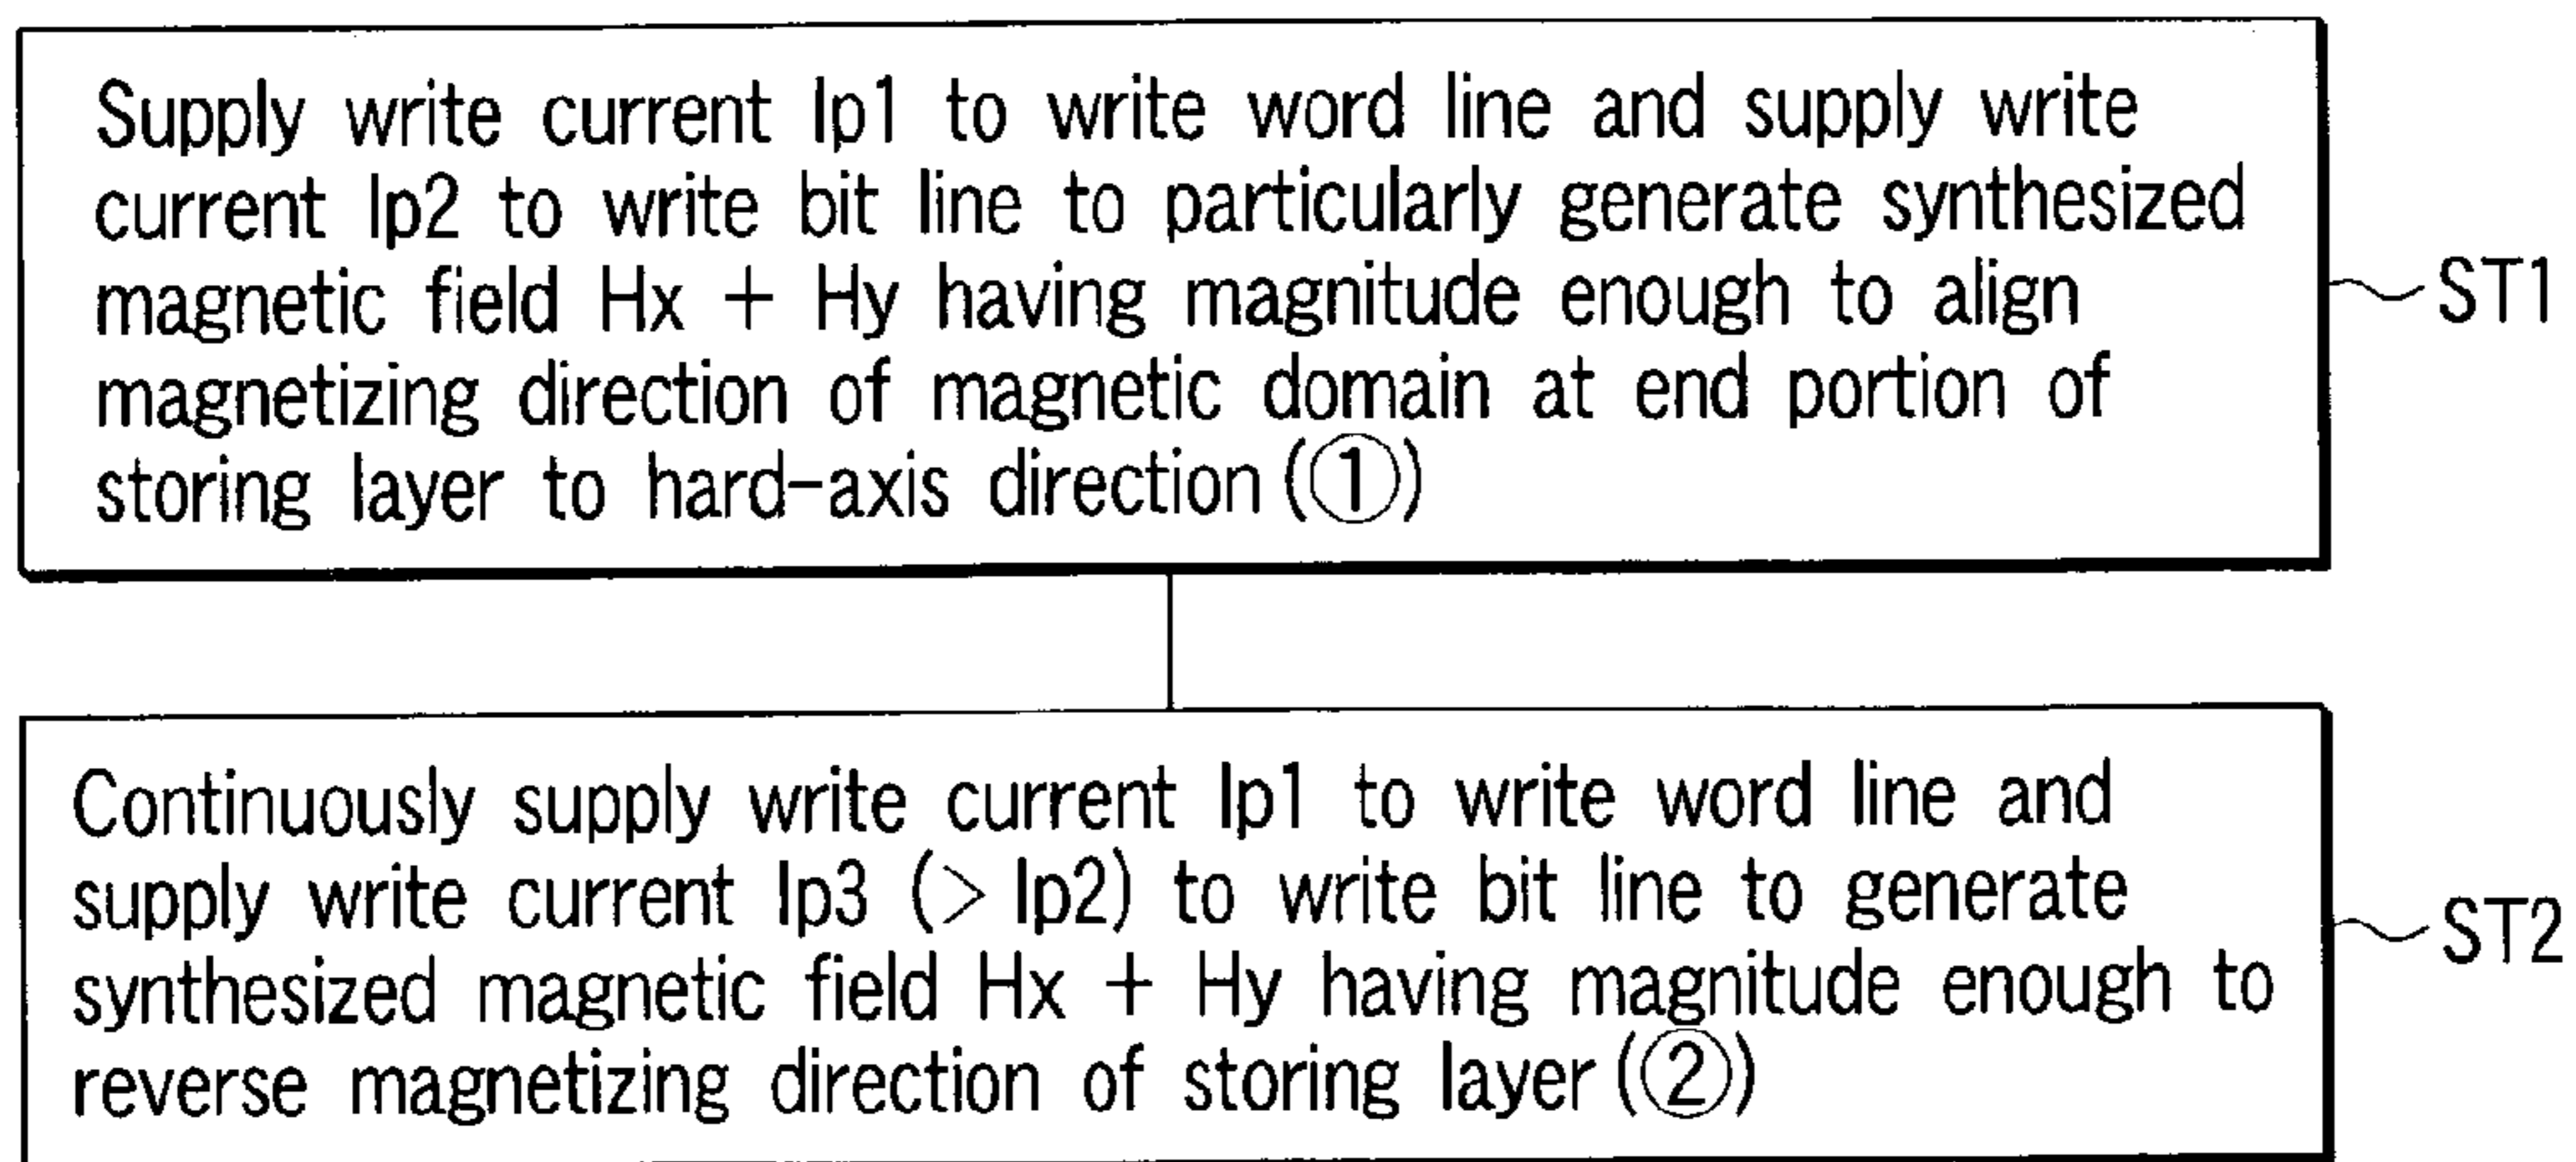 Supply write current Ip1 to write word line and supply write
current Ip2 to write bit line to particularly generate synthesized
magnetic field Hx + Hy having magnitude enough to align
magnetizing direction of magnetic domain at end portion of
storing layer to hard-axis direction (①)
ST1
Continuously supply write current Ip1 to write word line and
supply write current Ip3 (> Ip2) to write bit line to generate
synthesized magnetic field Hx + Hy having magnitude enough to
reverse magnetizing direction of storing layer (②)
ST2